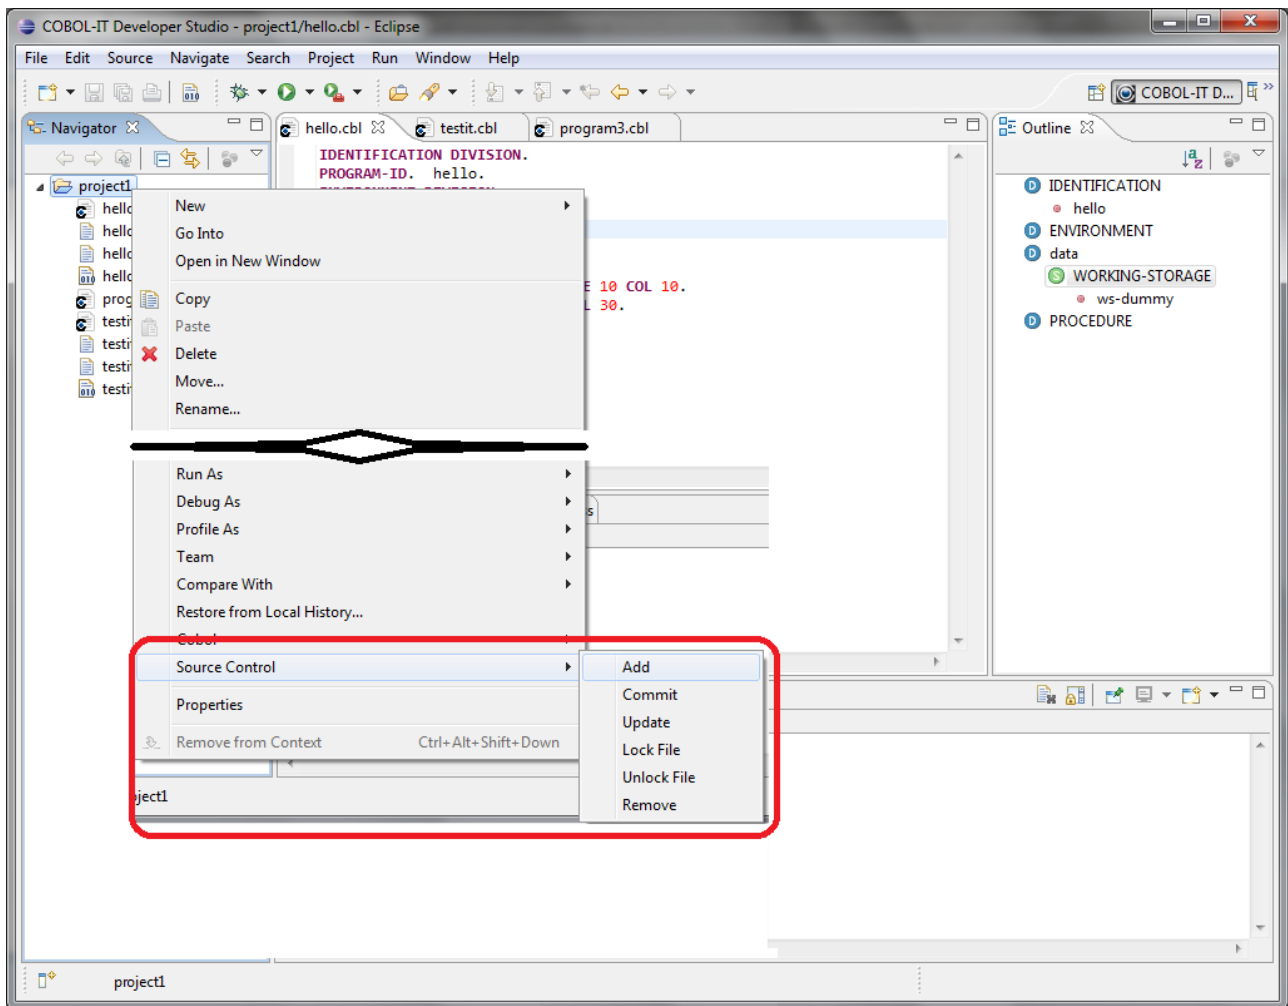 COBOL-IT Developer Studio - project1/hello.cbl - Eclipse
File Edit Source Navigate Search Project Run Window Help
COBOL-IT D...
Navigator
hello.cbl testit.cbl program3.cbl
Outline
project1
IDENTIFICATION DIVISION.
PROGRAM-ID. hello.
ENVIRONMENT DIVISION.
E 10 COL 10.
L 30.
IDENTIFICATION
hello
ENVIRONMENT
data
WORKING-STORAGE
ws-dummy
PROCEDURE
New
Go Into
Open in New Window
Copy
Paste
Delete
Move...
Rename...
Run As
Debug As
Profile As
Team
Compare With
Restore from Local History...
Cobol
Source Control
Properties
Remove from Context Ctrl+Alt+Shift+Down
Add
Commit
Update
Lock File
Unlock File
Remove
oject1
project1